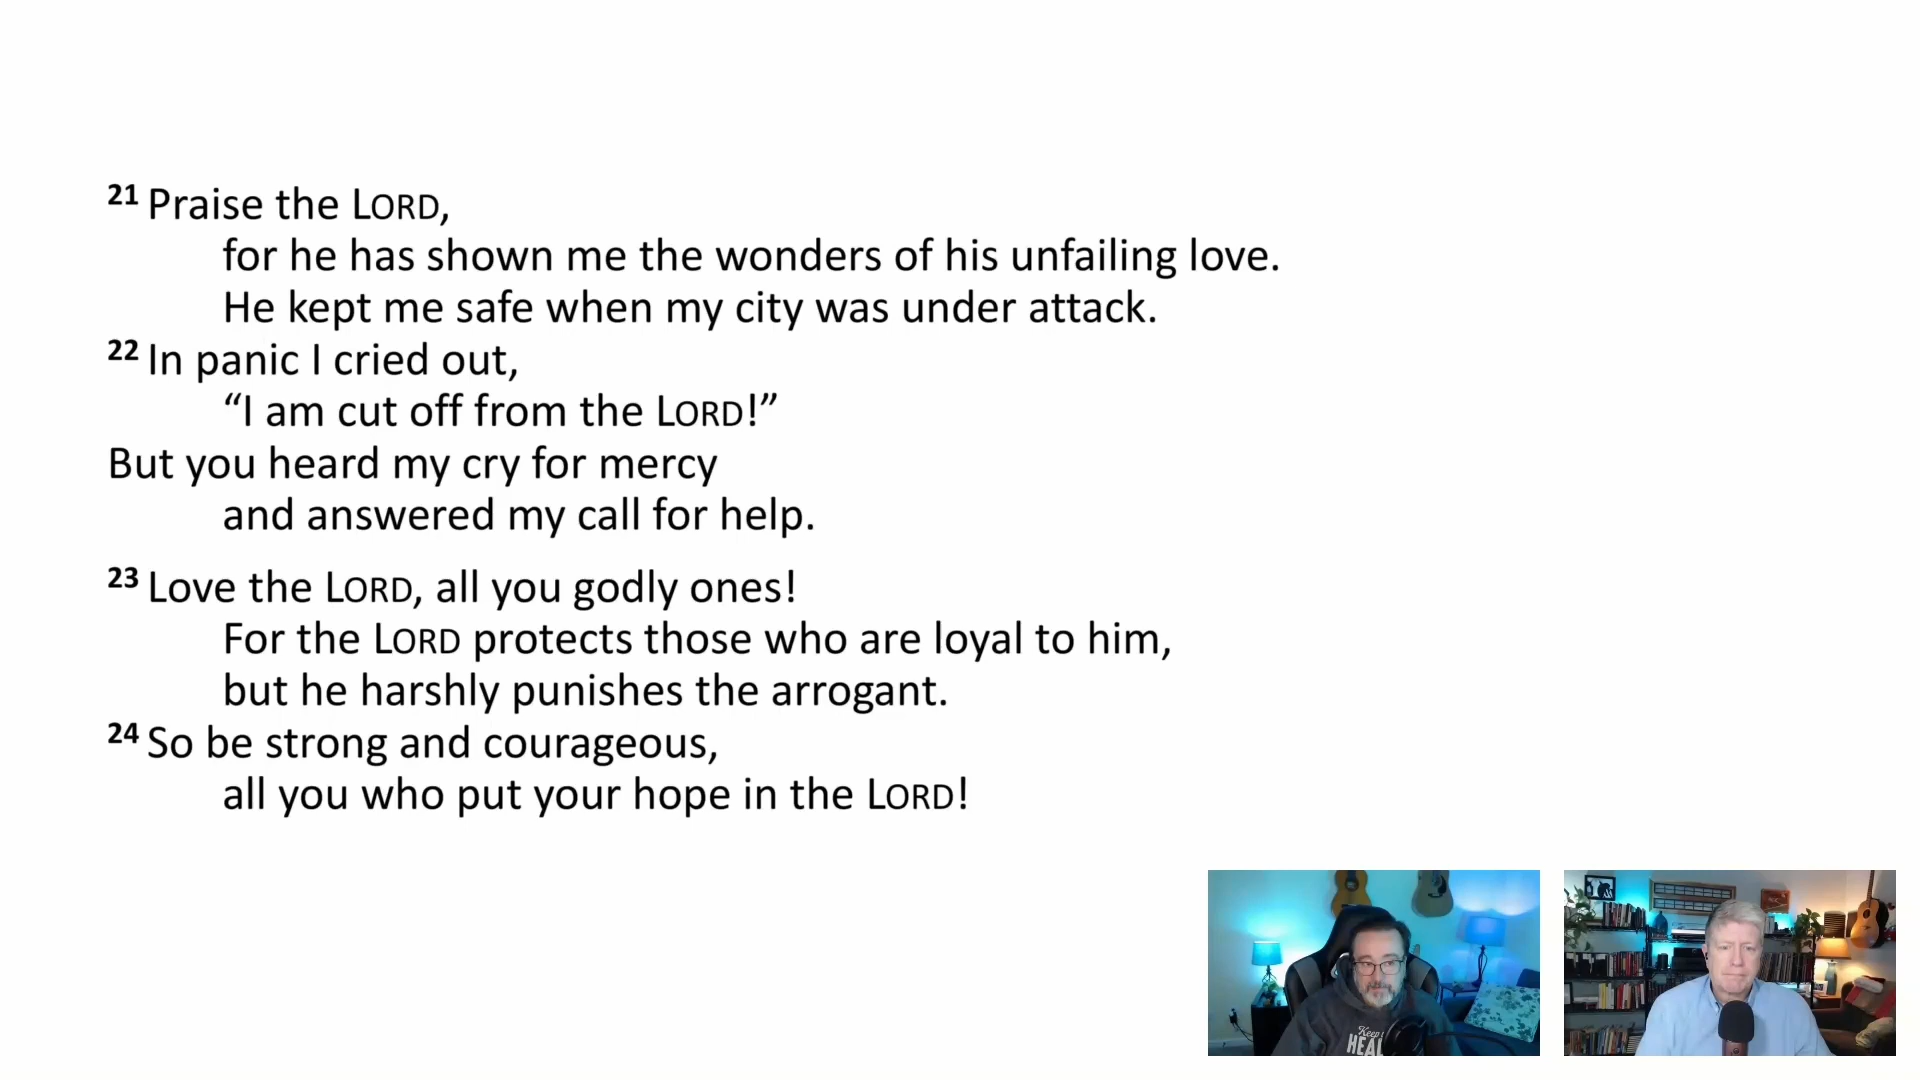 21 Praise the LORD,
for he has shown me the wonders of his unfailing love.
He kept me safe when my city was under attack.
22 In panic I cried out,
“I am cut off from the LORD!”
But you heard my cry for mercy
and answered my call for help.
23 Love the LORD, all you godly ones!
For the LORD protects those who are loyal to him,
but he harshly punishes the arrogant.
24 So be strong and courageous,
all you who put your hope in the LORD!
Keep